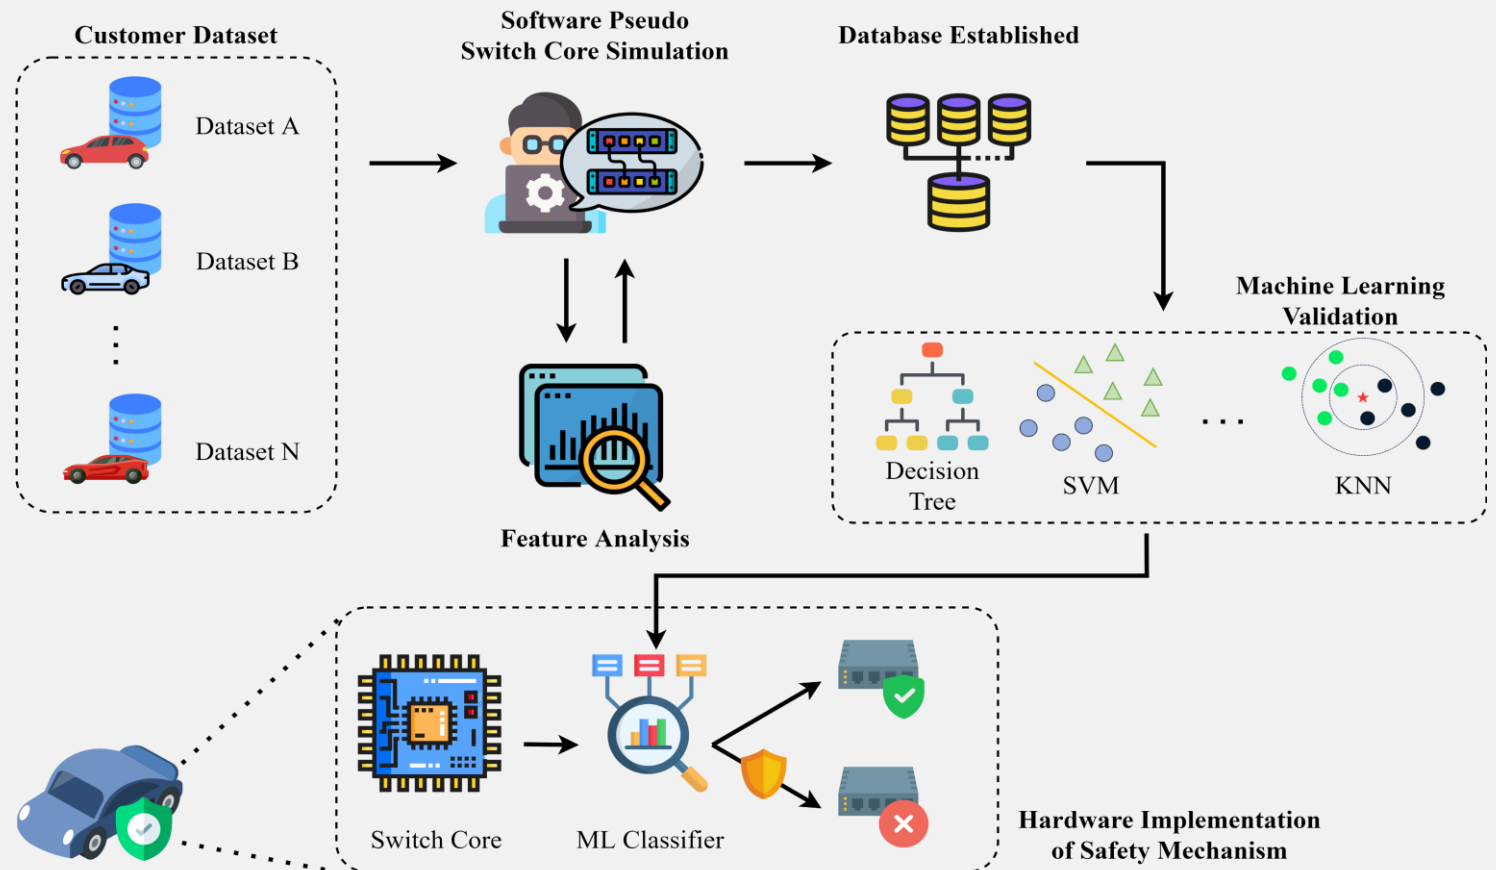 Customer Dataset
Dataset A
Dataset B
Dataset N
Software Pseudo
Switch Core Simulation
Database Established
Feature Analysis
Machine Learning
Validation
Decision
Tree
SVM
KNN
Switch Core
ML Classifier
Hardware Implementation
of Safety Mechanism